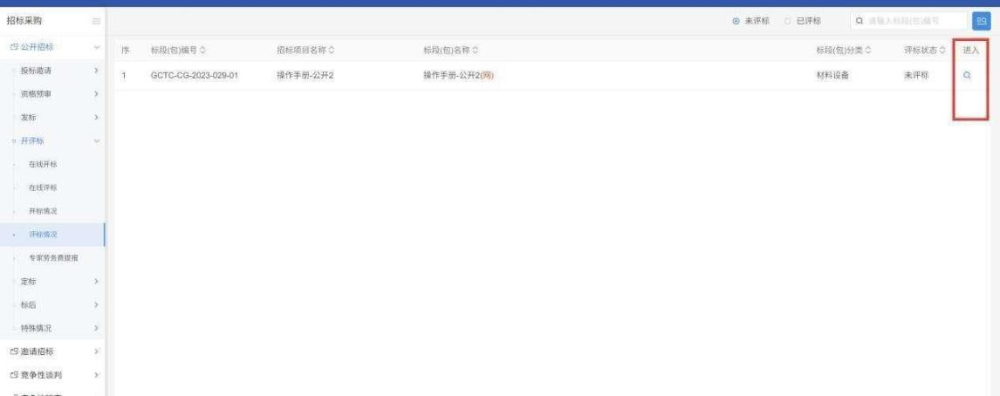 招标采购
未评标 已评标 请输入标段(包)编号
公开招标
投标邀请
资格预审
发标
开评标
在线开标
在线评标
开标情况
评标情况
专家劳务费提报
定标
标后
特殊情况
邀请招标
竞争性谈判
序 标段(包)编号 招标项目名称 标段(包)名称 标段(包)分类 评标状态 进入
1 GCTC-CG-2023-029-01 操作手册-公开2 操作手册-公开2(网) 材料设备 未评标